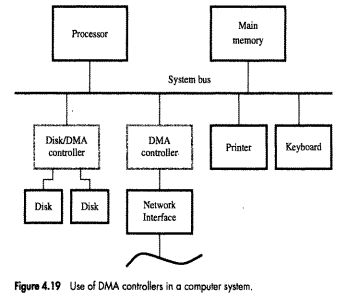 Processor
Main
memory
System bus
Disk/DMA
controller
DMA
controller
Printer
Keyboard
Disk
Disk
Network
Interface
Figure 4.19 Use of DMA controllers in a computer system.